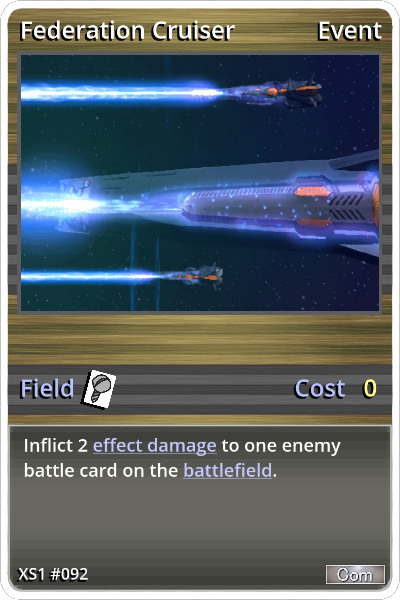 Federation Cruiser Event
Field Cost 0
Inflict 2 effect damage to one enemy
battle card on the battlefield.
XS1 #092 Com